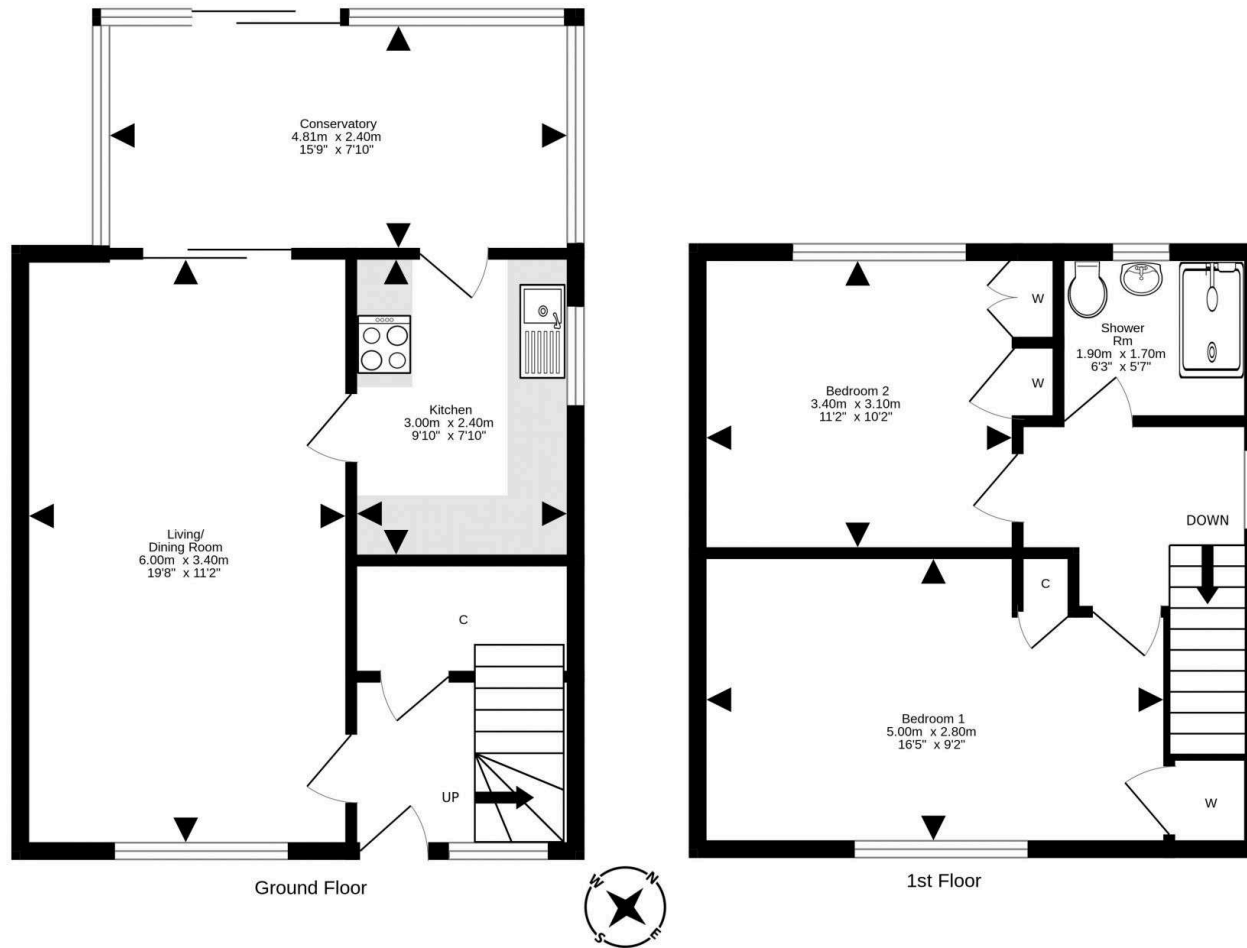 Conservatory
4.81m x 2.40m
15'9" x 7'10"
Kitchen
3.00m x 2.40m
9'10" x 7'10"
Living/
Dining Room
6.00m x 3.40m
19'8" x 11'2"
C
UP
Ground Floor
W
W
Shower
Rm
1.90m x 1.70m
6'3" x 5'7"
Bedroom 2
3.40m x 3.10m
11'2" x 10'2"
DOWN
C
Bedroom 1
5.00m x 2.80m
16'5" x 9'2"
W
1st Floor
W N
S E